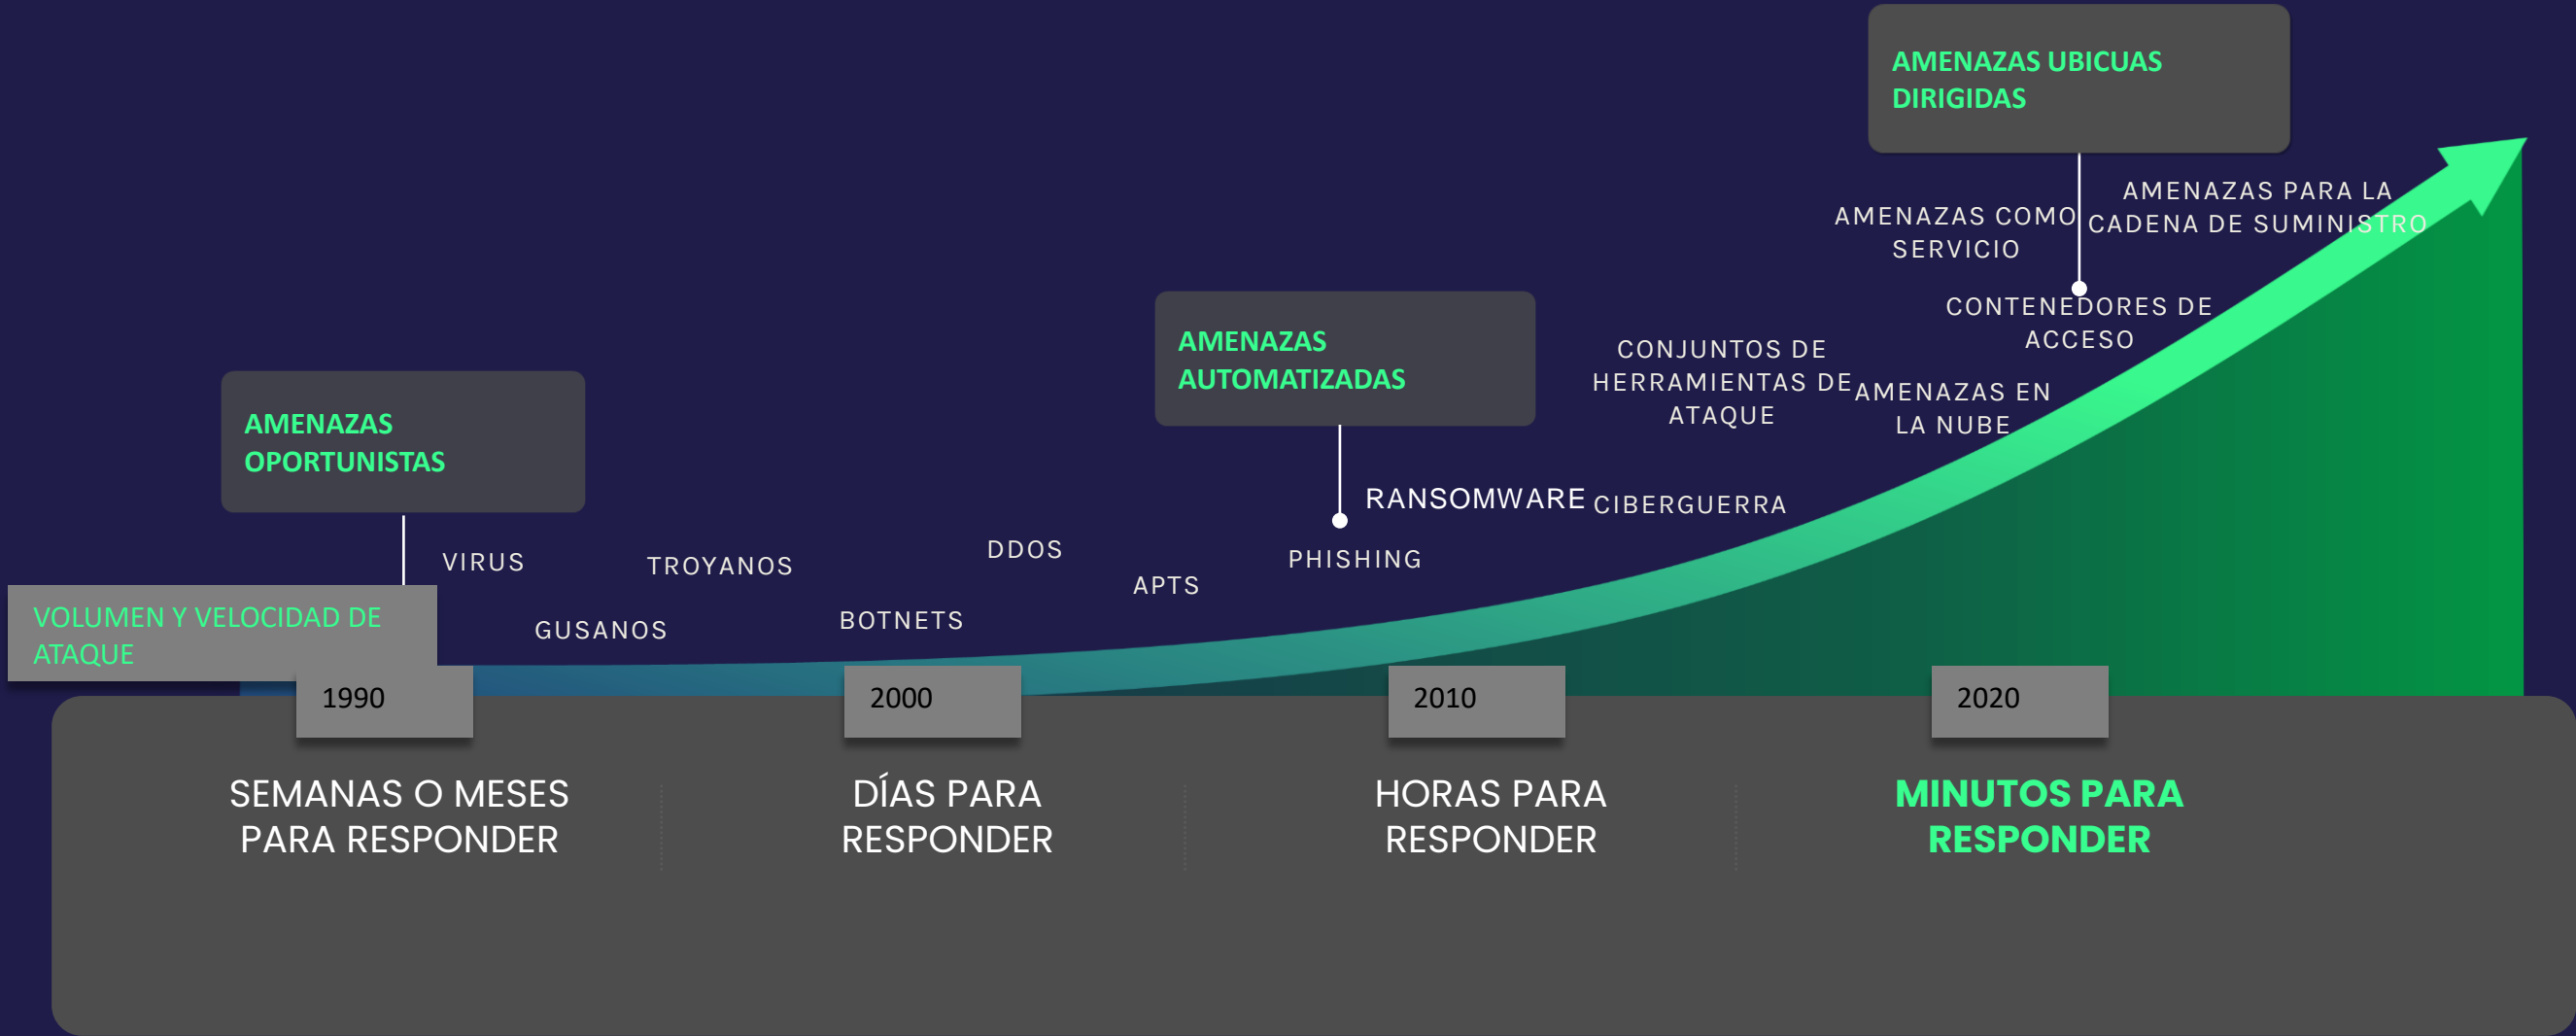 AMENAZAS UBICUAS
DIRIGIDAS
AMENAZAS PARA LA
CADENA DE SUMINISTRO
AMENAZAS COMO
SERVICIO
CONTENEDORES DE
ACCESO
AMENAZAS
AUTOMATIZADAS
CONJUNTOS DE
HERRAMIENTAS DE
ATAQUE
AMENAZAS EN
LA NUBE
AMENAZAS
OPORTUNISTAS
RANSOMWARE
CIBERGUERRA
VIRUS
TROYANOS
DDOS
PHISHING
APTS
GUSANOS
BOTNETS
VOLUMEN Y VELOCIDAD DE
ATAQUE
1990
2000
2010
2020
SEMANAS O MESES
PARA RESPONDER
DÍAS PARA
RESPONDER
HORAS PARA
RESPONDER
MINUTOS PARA
RESPONDER